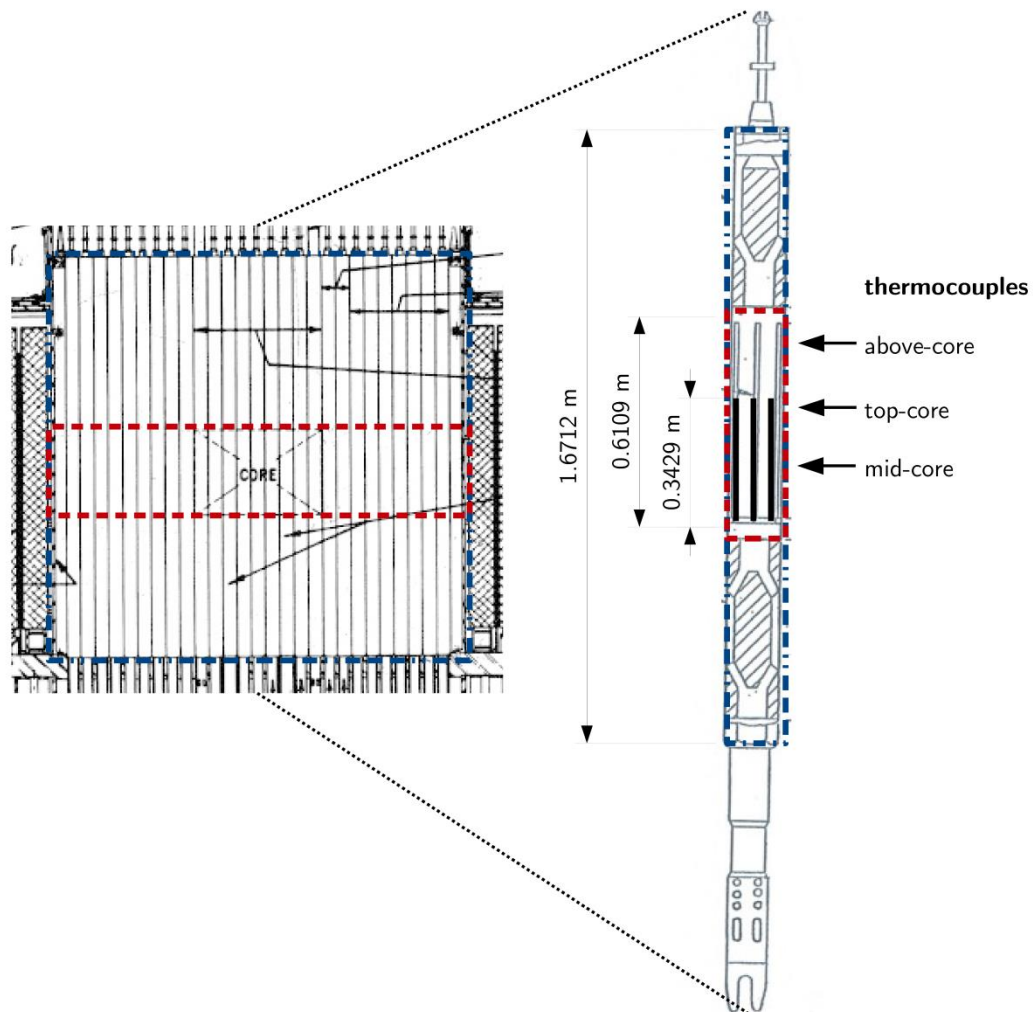 CORE
1.6712 m
0.6109 m
0.3429 m
thermocouples
above-core
top-core
mid-core